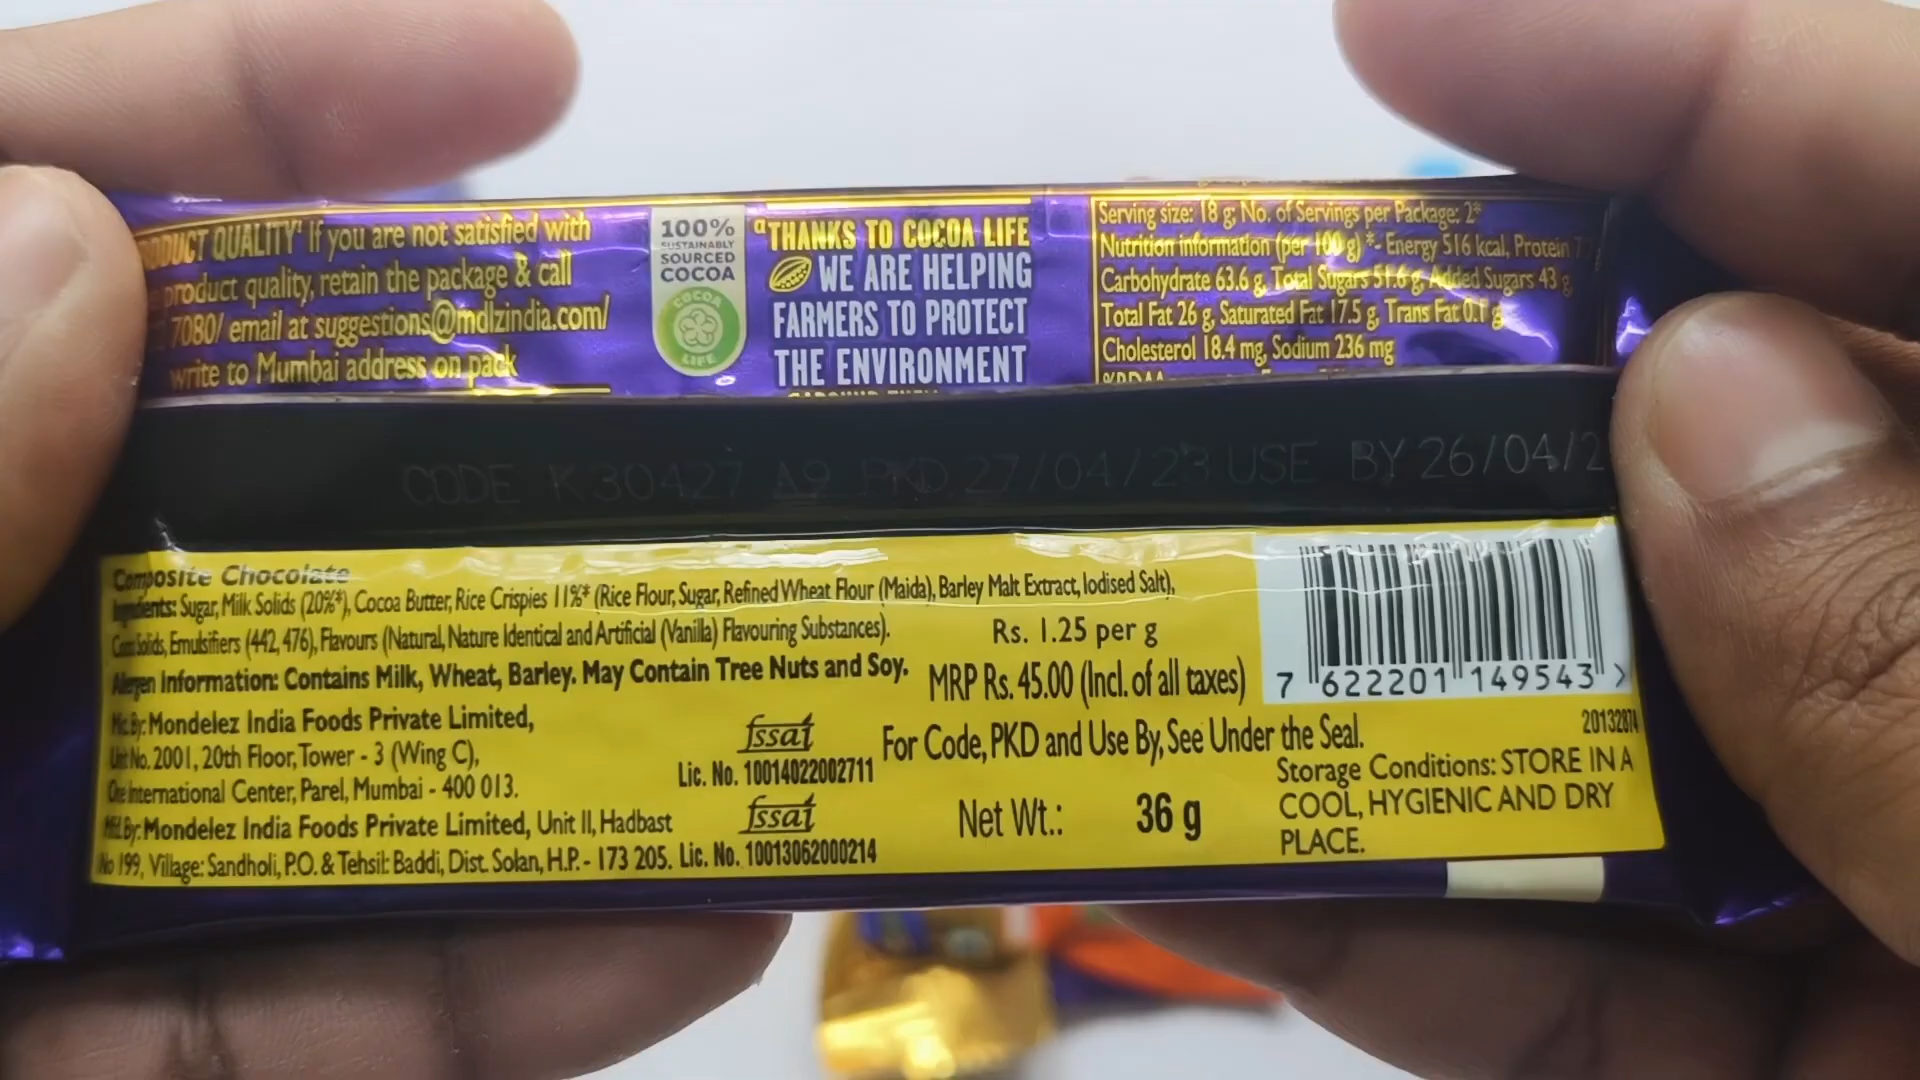 PRODUCT QUALITY' If you are not satisfied with
product quality, retain the package & call
7080/ email at suggestions@mdlzindia.com/
write to Mumbai address on pack
100%
SUSTAINABLY
SOURCED
COCOA
COCOA
LIFE
THANKS TO COCOA LIFE
WE ARE HELPING
FARMERS TO PROTECT
THE ENVIRONMENT
Serving size: 18 g; No. of Servings per Package: 2*
Nutrition information (per 100 g) *- Energy 516 kcal, Protein 7
Carbohydrate 63.6 g, Total Sugars 51.6 g, Added Sugars 43 g,
Total Fat 26 g, Saturated Fat 17.5 g, Trans Fat 0.1 g
Cholesterol 18.4 mg, Sodium 236 mg
CODE K30427 A9 PKD 27/04/23 USE BY 26/04/2
Composite Chocolate
Ingredients: Sugar, Milk Solids (20%*), Cocoa Butter, Rice Crispies 11%* (Rice Flour, Sugar, Refined Wheat Flour (Maida), Barley Malt Extract, Iodised Salt),
Cocoa Solids, Emulsifiers (442, 476), Flavours (Natural, Nature Identical and Artificial (Vanilla) Flavouring Substances).
Allergen Information: Contains Milk, Wheat, Barley. May Contain Tree Nuts and Soy.
Rs. 1.25 per g
MRP Rs. 45.00 (Incl. of all taxes)
7 622201 149543 >
20132874
Mondelez India Foods Private Limited,
Unit No. 2001, 20th Floor, Tower - 3 (Wing C),
One International Center, Parel, Mumbai - 400 013.
fssai
Lic. No. 10014022002711
For Code, PKD and Use By, See Under the Seal.
Mfd. By: Mondelez India Foods Private Limited, Unit II, Hadbast
No 199, Village: Sandholi, P.O. & Tehsil: Baddi, Dist. Solan, H.P. - 173 205.
fssai
Lic. No. 10013062000214
Net Wt.: 36 g
Storage Conditions: STORE IN A
COOL, HYGIENIC AND DRY
PLACE.